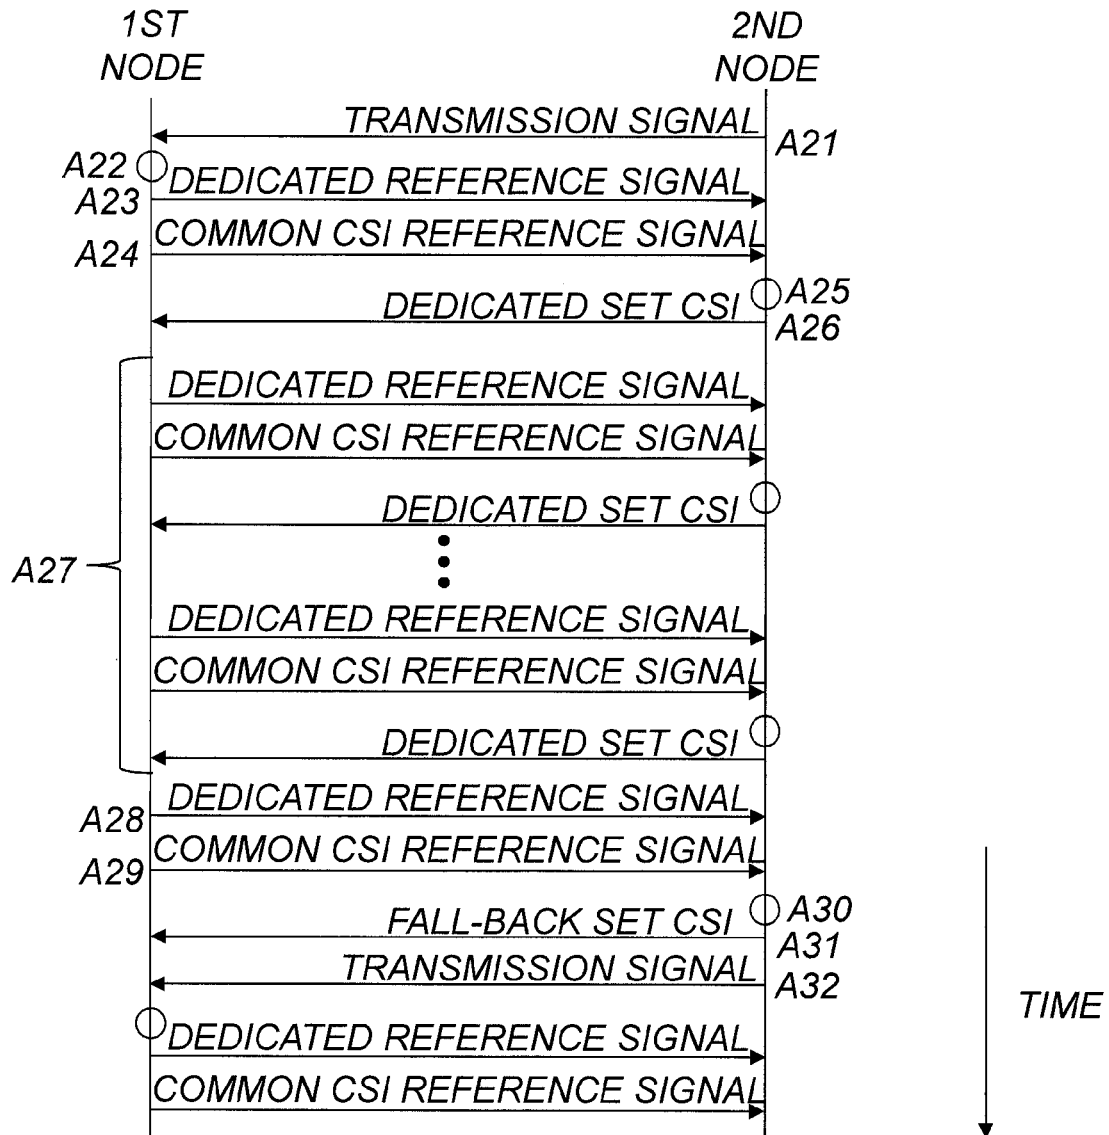 1ST
NODE
2ND
NODE
TRANSMISSION SIGNAL
A21
A22
DEDICATED REFERENCE SIGNAL
A23
COMMON CSI REFERENCE SIGNAL
A24
A25
DEDICATED SET CSI
A26
DEDICATED REFERENCE SIGNAL
COMMON CSI REFERENCE SIGNAL
DEDICATED SET CSI
A27
DEDICATED REFERENCE SIGNAL
COMMON CSI REFERENCE SIGNAL
DEDICATED SET CSI
DEDICATED REFERENCE SIGNAL
A28
COMMON CSI REFERENCE SIGNAL
A29
A30
FALL-BACK SET CSI
A31
TRANSMISSION SIGNAL
A32
TIME
DEDICATED REFERENCE SIGNAL
COMMON CSI REFERENCE SIGNAL